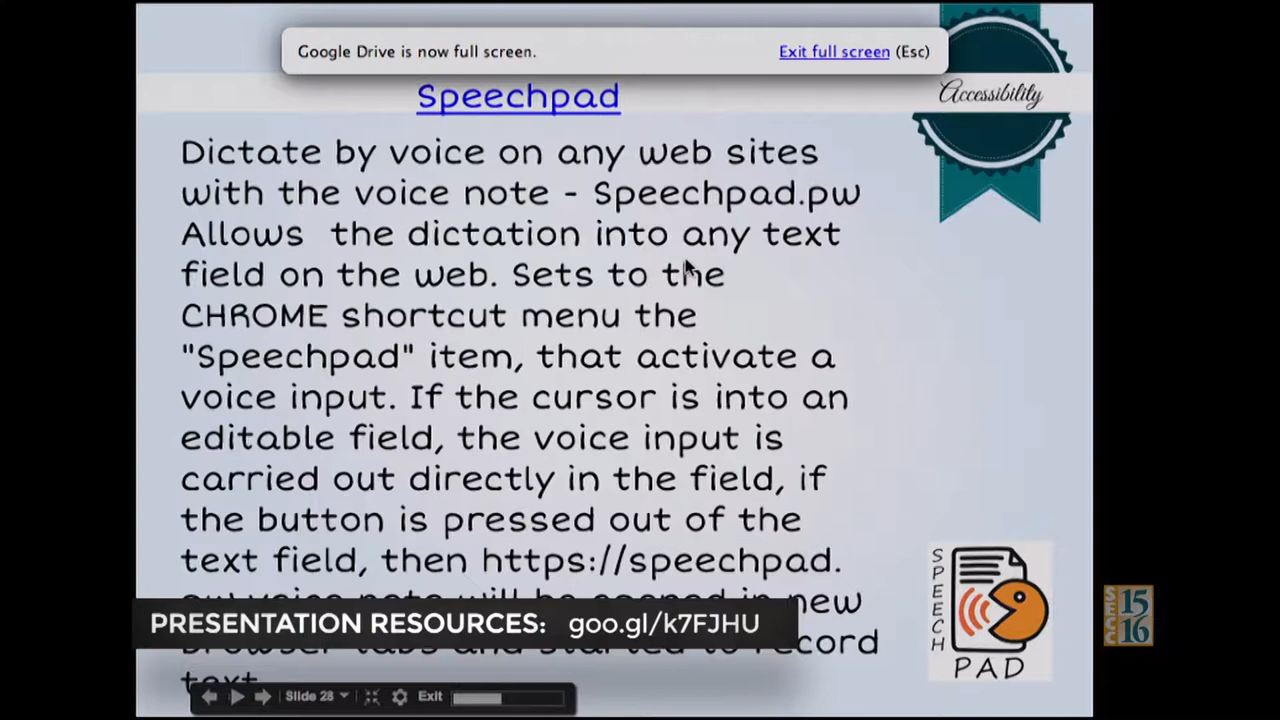 Google Drive is now full screen. Exit full screen (Esc)
Speechpad
Accessibility
Dictate by voice on any web sites
with the voice note - Speechpad.pw
Allows the dictation into any text
field on the web. Sets to the
CHROME shortcut menu the
"Speechpad" item, that activate a
voice input. If the cursor is into an
editable field, the voice input is
carried out directly in the field, if
the button is pressed out of the
text field, then https://speechpad.
pw voice note will be opened in new
browser tabs and started to record
text
PRESENTATION RESOURCES: goo.gl/k7FJHU
Slide 28 Exit
SPEECH
PAD
15
16